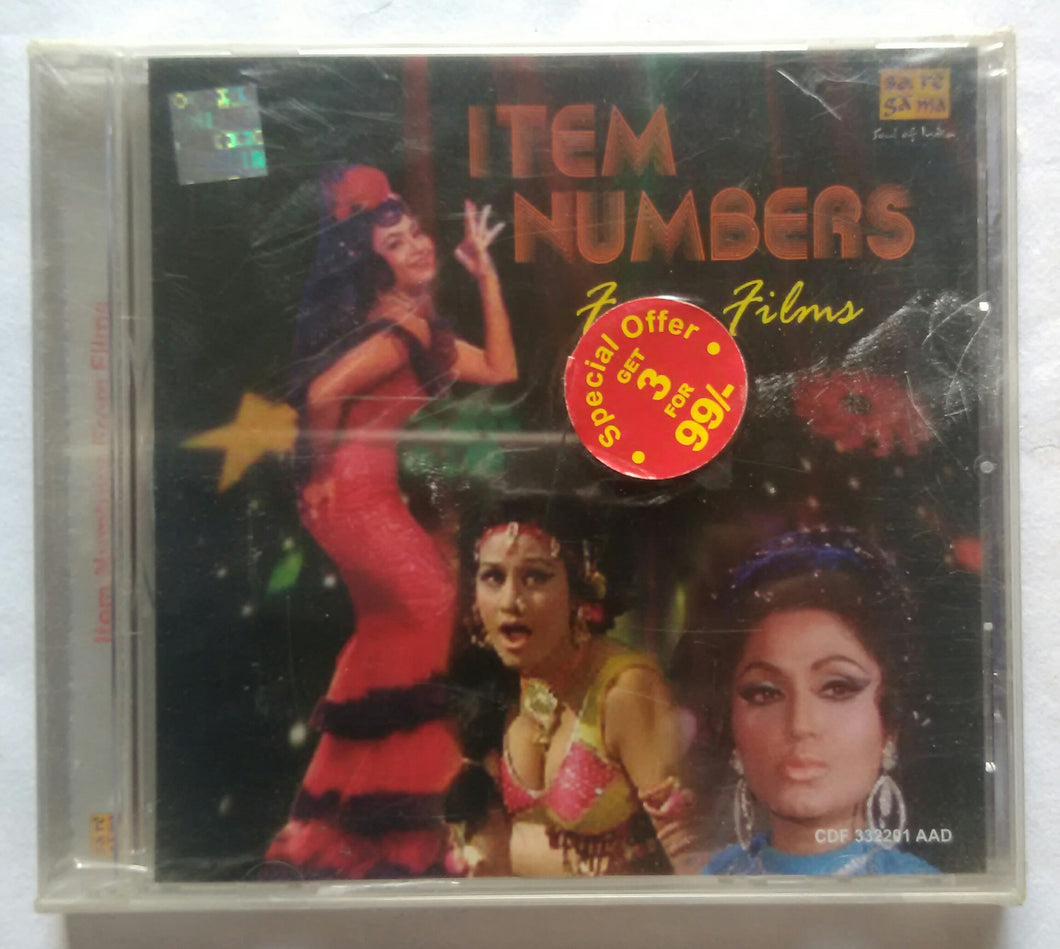 sa re
ga ma
Soul of India
ITEM
NUMBERS
Films
Special Offer
GET
3
FOR
99/-
CDF 332201 AAD
Item Numbers From Films